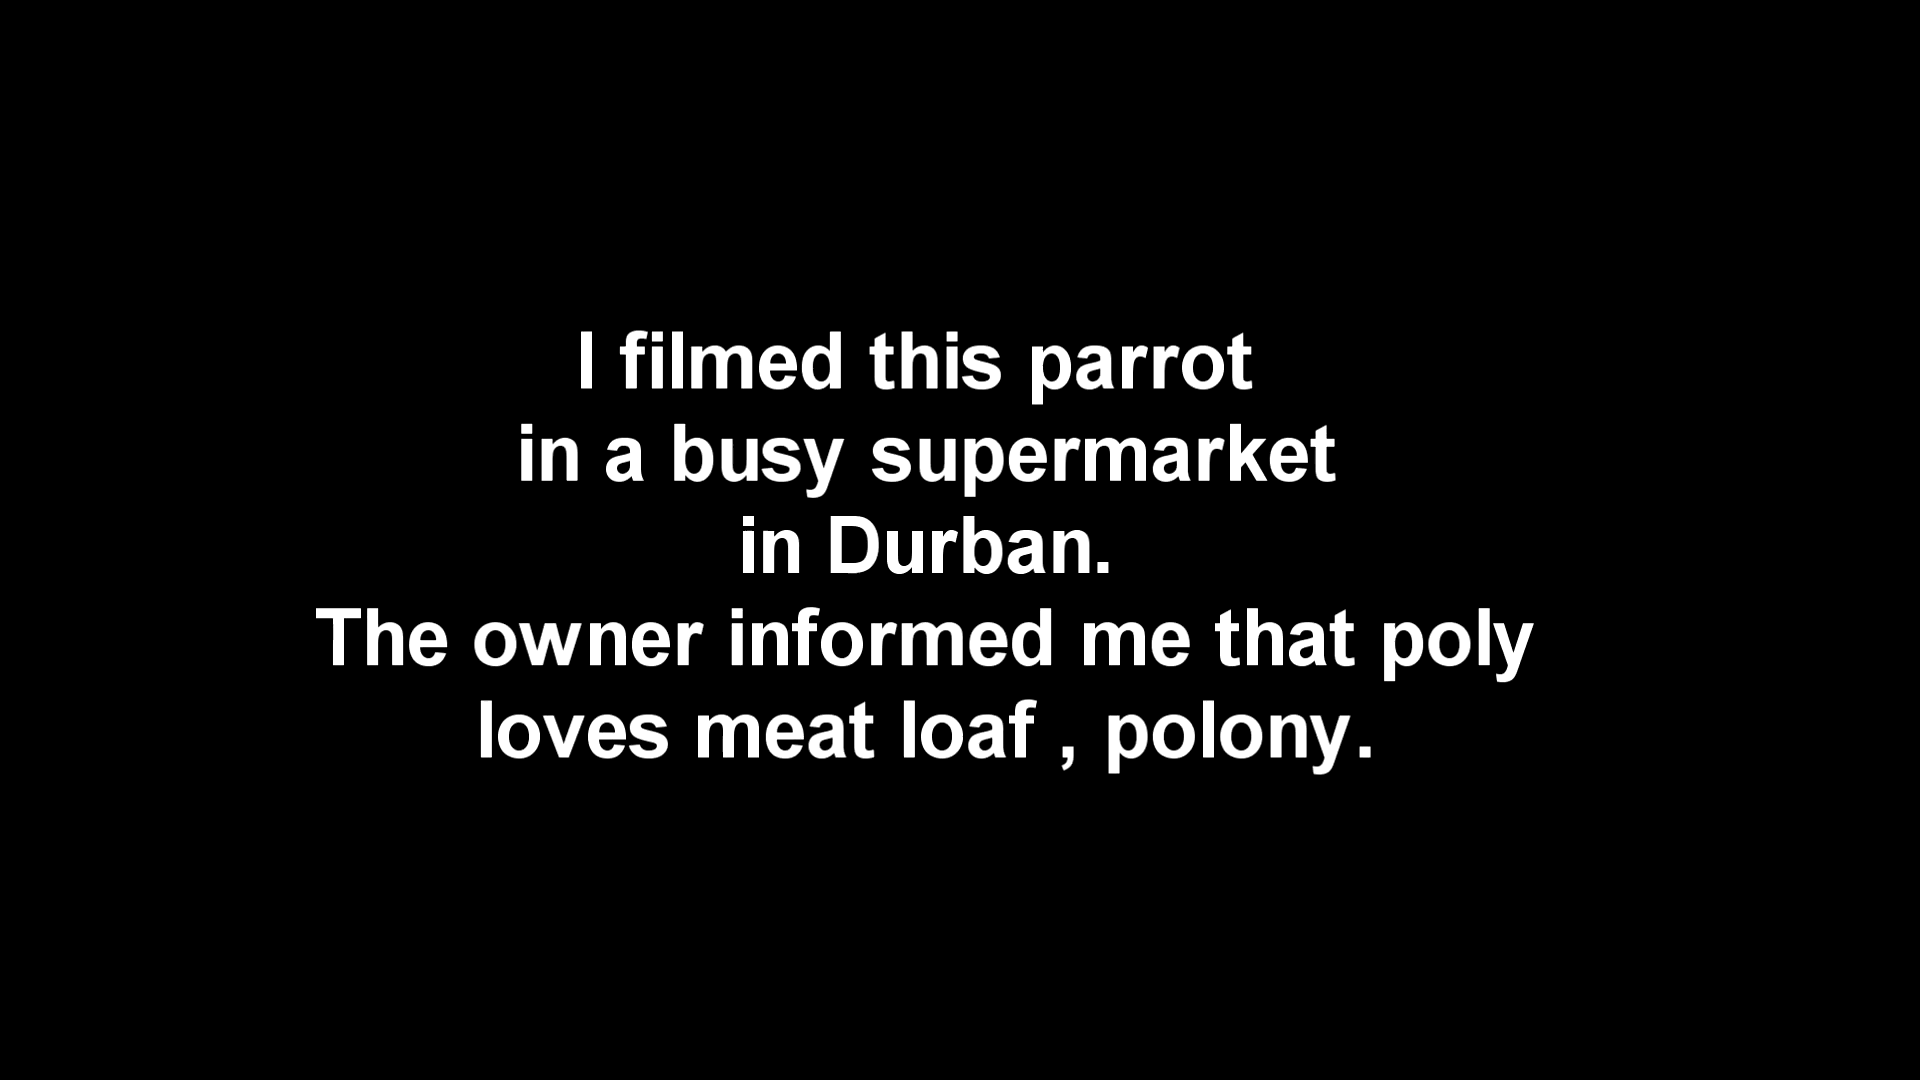 I filmed this parrot
in a busy supermarket
in Durban.
The owner informed me that poly
loves meat loaf , polony.